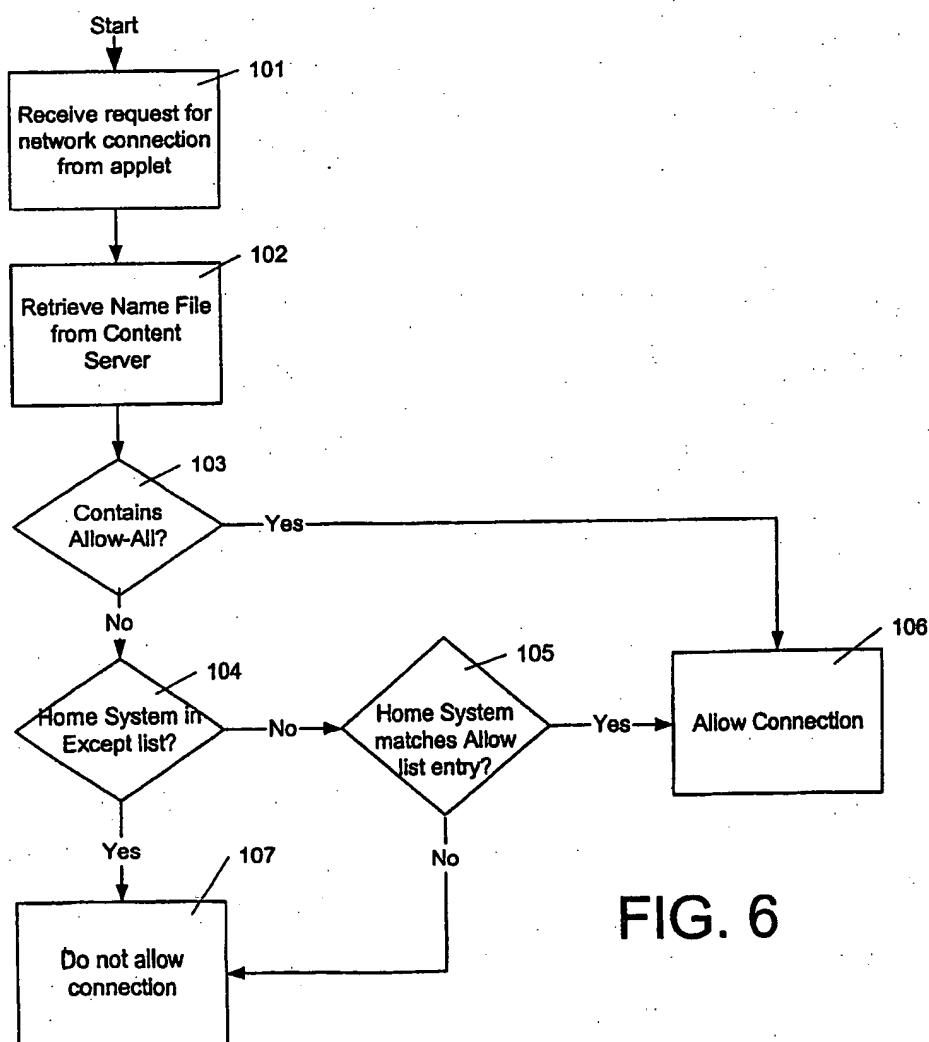 Start
101
Receive request for
network connection
from applet
102
Retrieve Name File
from Content
Server
103
Contains
Allow-All?
Yes
No
104
Home System in
Except list?
No
105
Home System
matches Allow
list entry?
Yes
106
Allow Connection
Yes
No
107
Do not allow
connection
FIG. 6